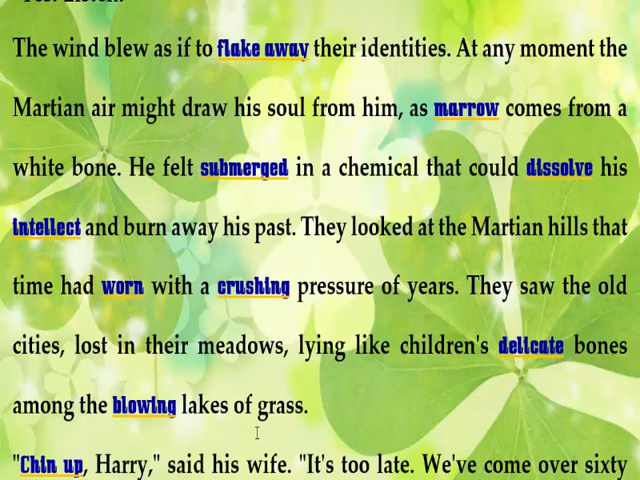 The wind blew as if to flake away their identities. At any moment the
Martian air might draw his soul from him, as marrow comes from a
white bone. He felt submerged in a chemical that could dissolve his
intellect and burn away his past. They looked at the Martian hills that
time had worn with a crushing pressure of years. They saw the old
cities, lost in their meadows, lying like children's delicate bones
among the blowing lakes of grass.
"Chin up, Harry," said his wife. "It's too late. We've come over sixty